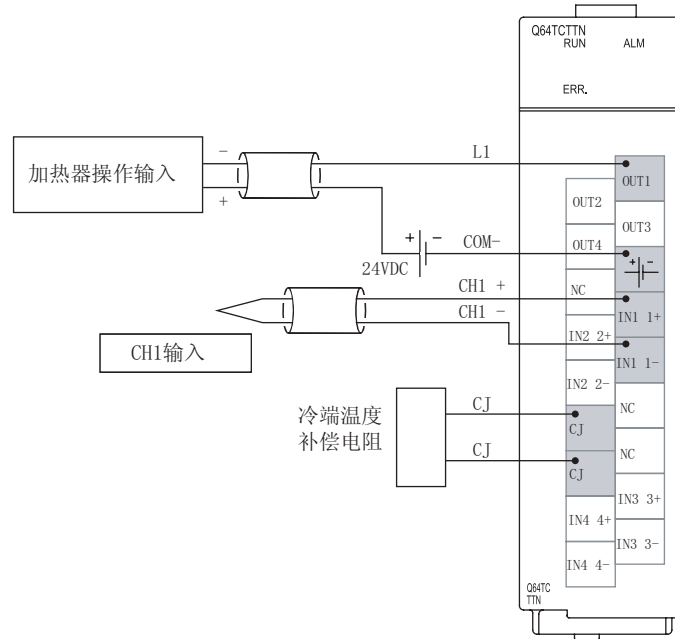 Q64TCTTN
RUN ALM
ERR.
加热器操作输入
-
+
L1
+ -
24VDC
COM-
CH1 +
CH1 -
CH1输入
冷端温度
补偿电阻
CJ
CJ
OUT1
OUT2
OUT3
OUT4
+ -
NC
IN1 1+
IN2 2+
IN1 1-
IN2 2-
NC
CJ
NC
CJ
IN3 3+
IN4 4+
IN3 3-
IN4 4-
Q64TC
TTN